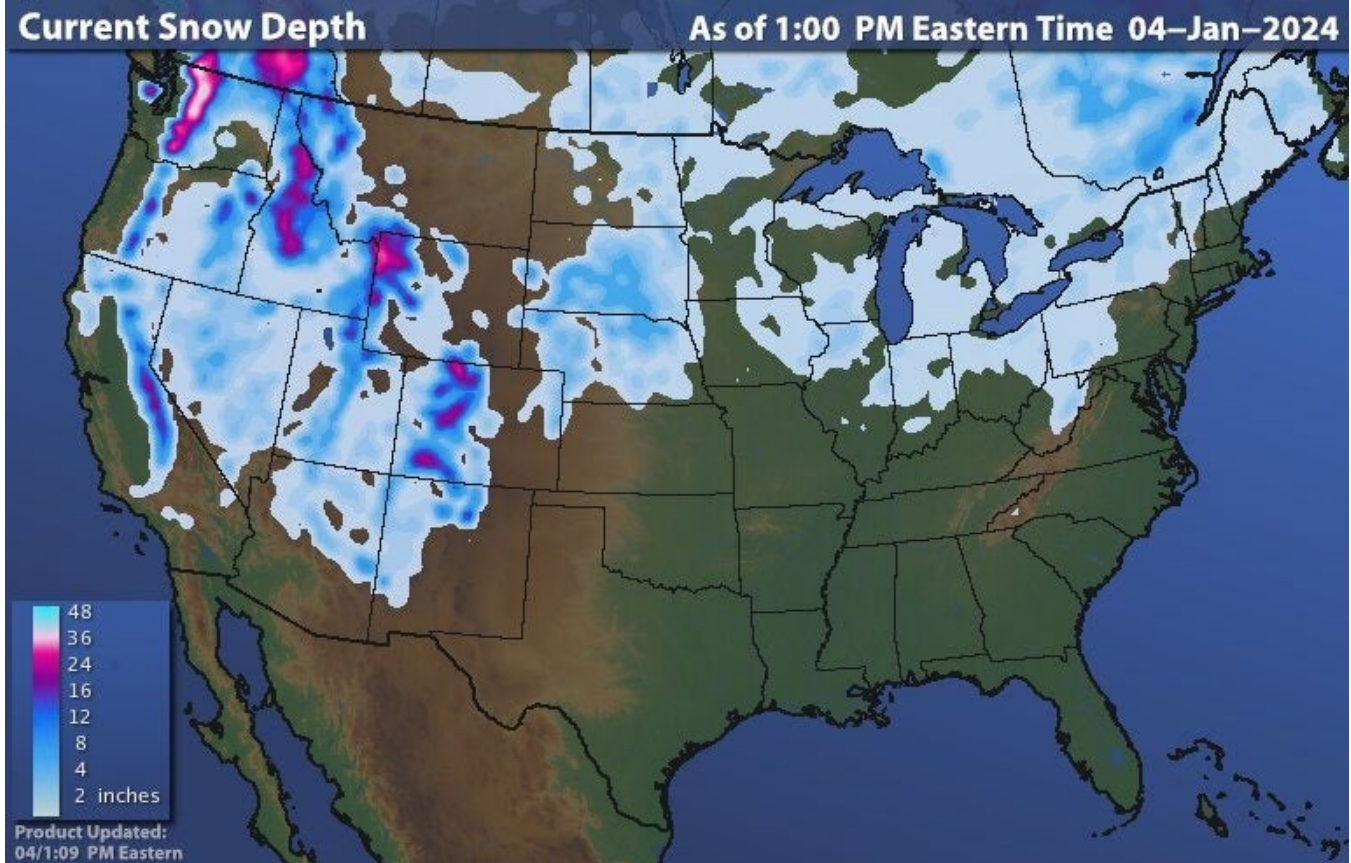 Current Snow Depth
As of 1:00 PM Eastern Time 04-Jan-2024
48
36
24
16
12
8
4
2 inches
Product Updated:
04/1:09 PM Eastern